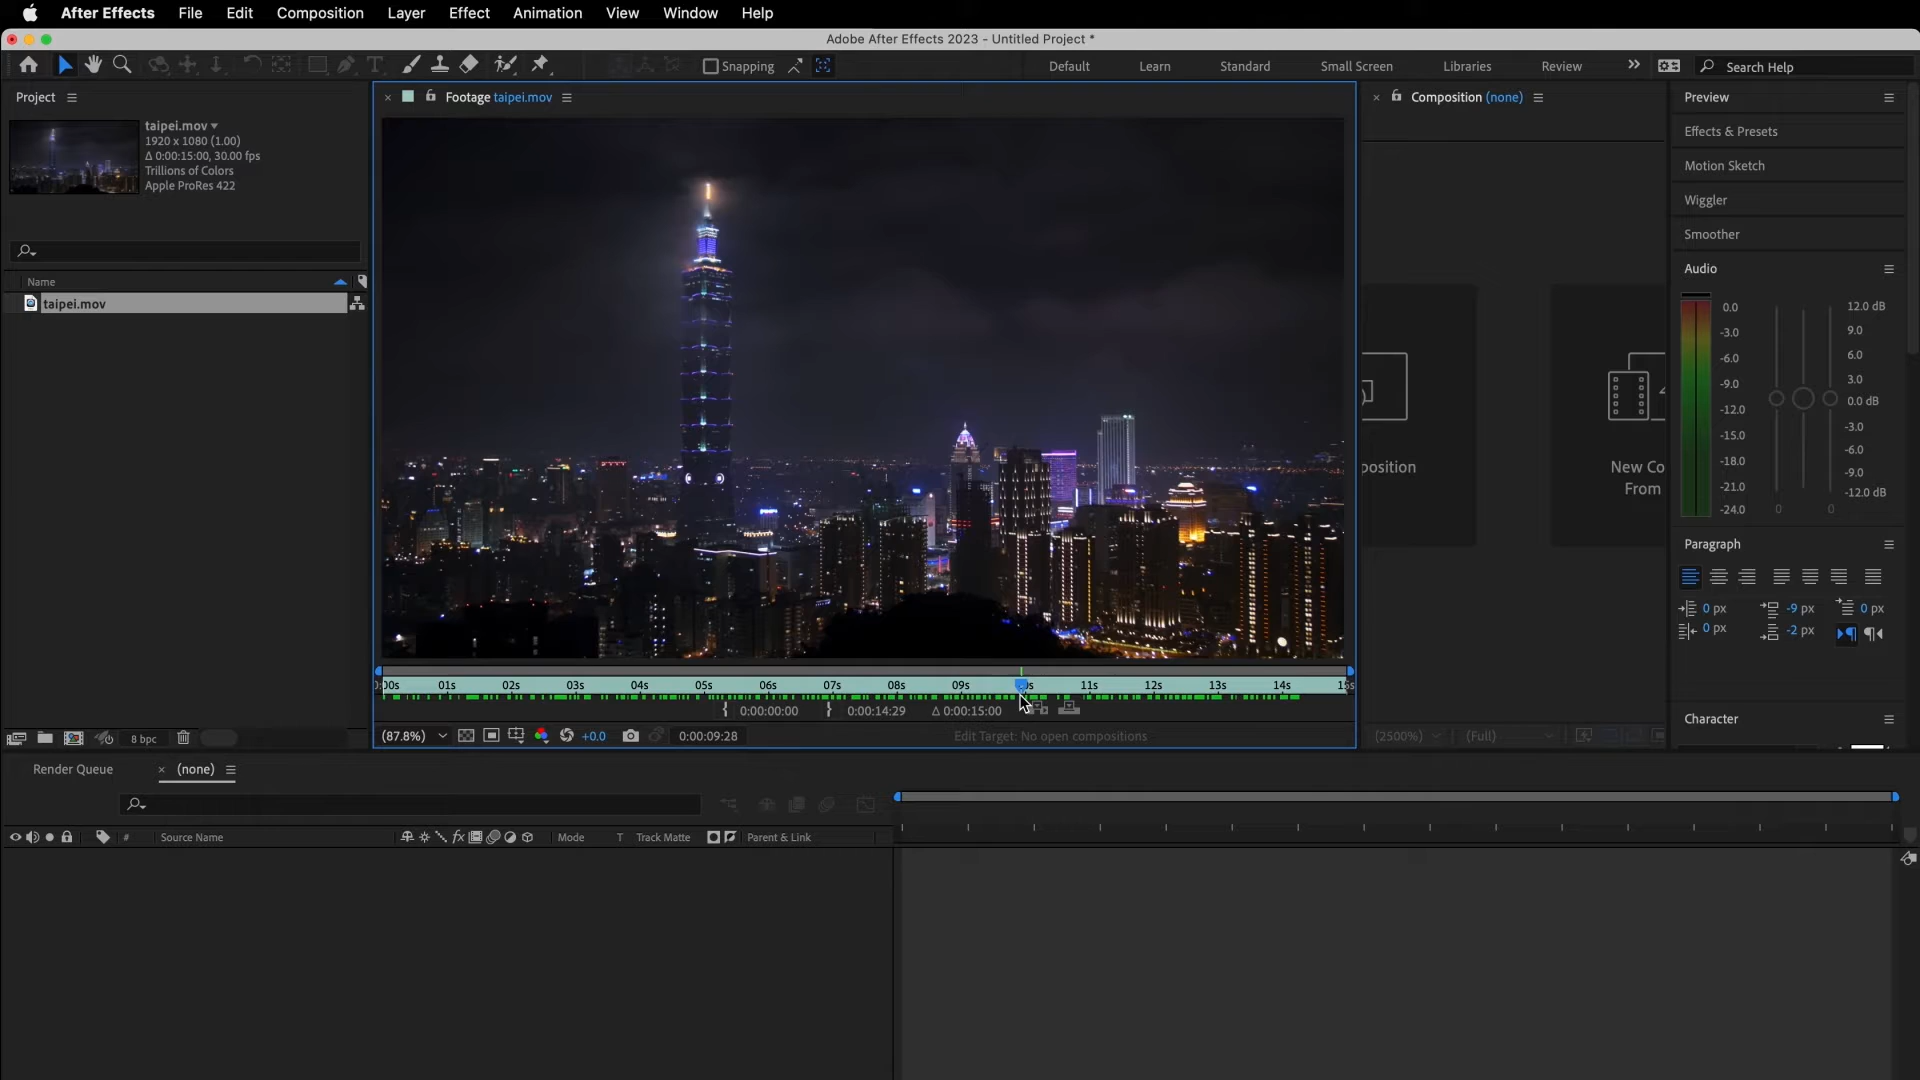 After Effects File Edit Composition Layer Effect Animation View Window Help
Adobe After Effects 2023 - Untitled Project *
Snapping Default Learn Standard Small Screen Libraries Review Search Help
Project
taipei.mov
1920 x 1080 (1.00)
Δ 0:00:15:00, 30.00 fps
Trillions of Colors
Apple ProRes 422
Name
taipei.mov
8 bpc
Footage taipei.mov
:00s 01s 02s 03s 04s 05s 06s 07s 08s 09s 0s 11s 12s 13s 14s 15s
0:00:00:00 0:00:14:29 Δ 0:00:15:00
(87.8%) +0.0 0:00:09:28 Edit Target: No open compositions
Composition (none)
position
New Co
From
(2500%) (Full)
Preview
Effects & Presets
Motion Sketch
Wiggler
Smoother
Audio
0.0
-3.0
-6.0
-9.0
-12.0
-15.0
-18.0
-21.0
-24.0
12.0 dB
9.0
6.0
3.0
0.0 dB
-3.0
-6.0
-9.0
-12.0 dB
0 0
Paragraph
0 px -9 px 0 px
0 px -2 px
Character
Render Queue (none)
# Source Name Mode T Track Matte Parent & Link